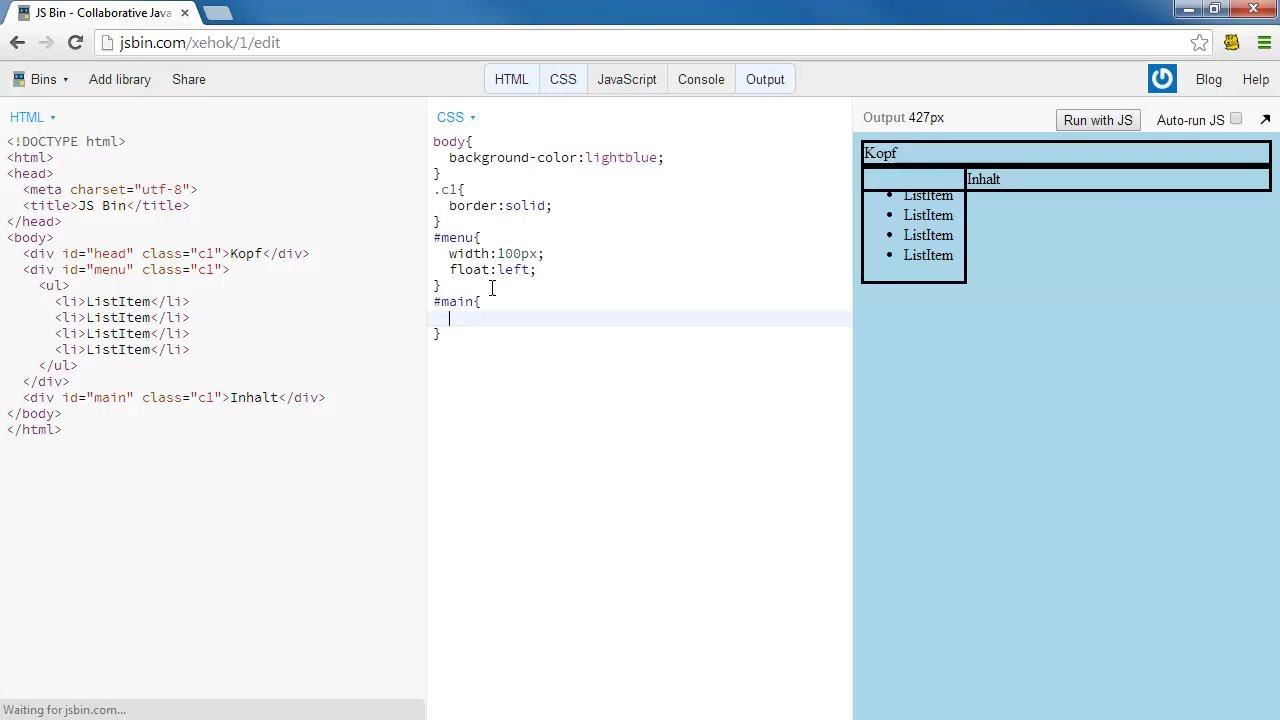 JS Bin - Collaborative Java
jsbin.com/xehok/1/edit
Bins Add library Share HTML CSS JavaScript Console Output Blog Help
HTML
<!DOCTYPE html>
<html>
<head>
  <meta charset="utf-8">
  <title>JS Bin</title>
</head>
<body>
  <div id="head" class="c1">Kopf</div>
  <div id="menu" class="c1">
    <ul>
      <li>ListItem</li>
      <li>ListItem</li>
      <li>ListItem</li>
      <li>ListItem</li>
    </ul>
  </div>
  <div id="main" class="c1">Inhalt</div>
</body>
</html>
Waiting for jsbin.com...
CSS
body{
  background-color:lightblue;
}
.c1{
  border:solid;
}
#menu{
  width:100px;
  float:left;
}
#main{
}
Output 427px Run with JS Auto-run JS
Kopf
Inhalt
ListItem
ListItem
ListItem
ListItem